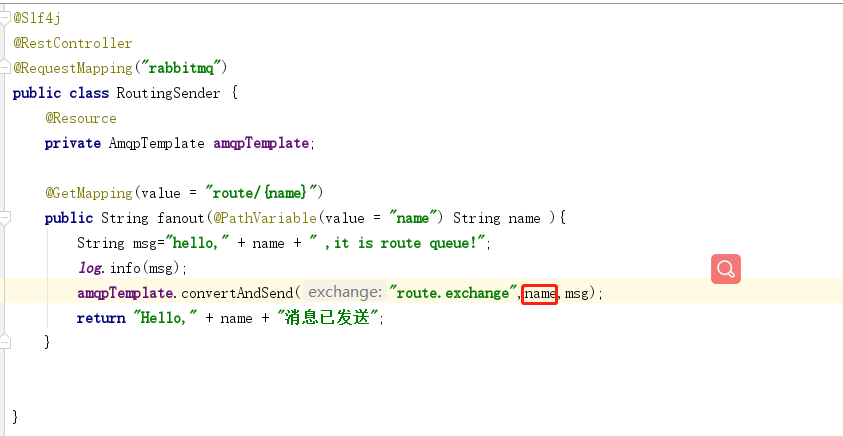 @Slf4j
@RestController
@RequestMapping("rabbitmq")
public class RoutingSender {
@Resource
private AmqpTemplate amqpTemplate;
@GetMapping(value = "route/{name}")
public String fanout(@PathVariable(value = "name") String name ){
String msg="hello," + name + " ,it is route queue!";
log.info(msg);
amqpTemplate.convertAndSend( exchange: "route.exchange",name,msg);
return "Hello," + name + "消息已发送";
}
}